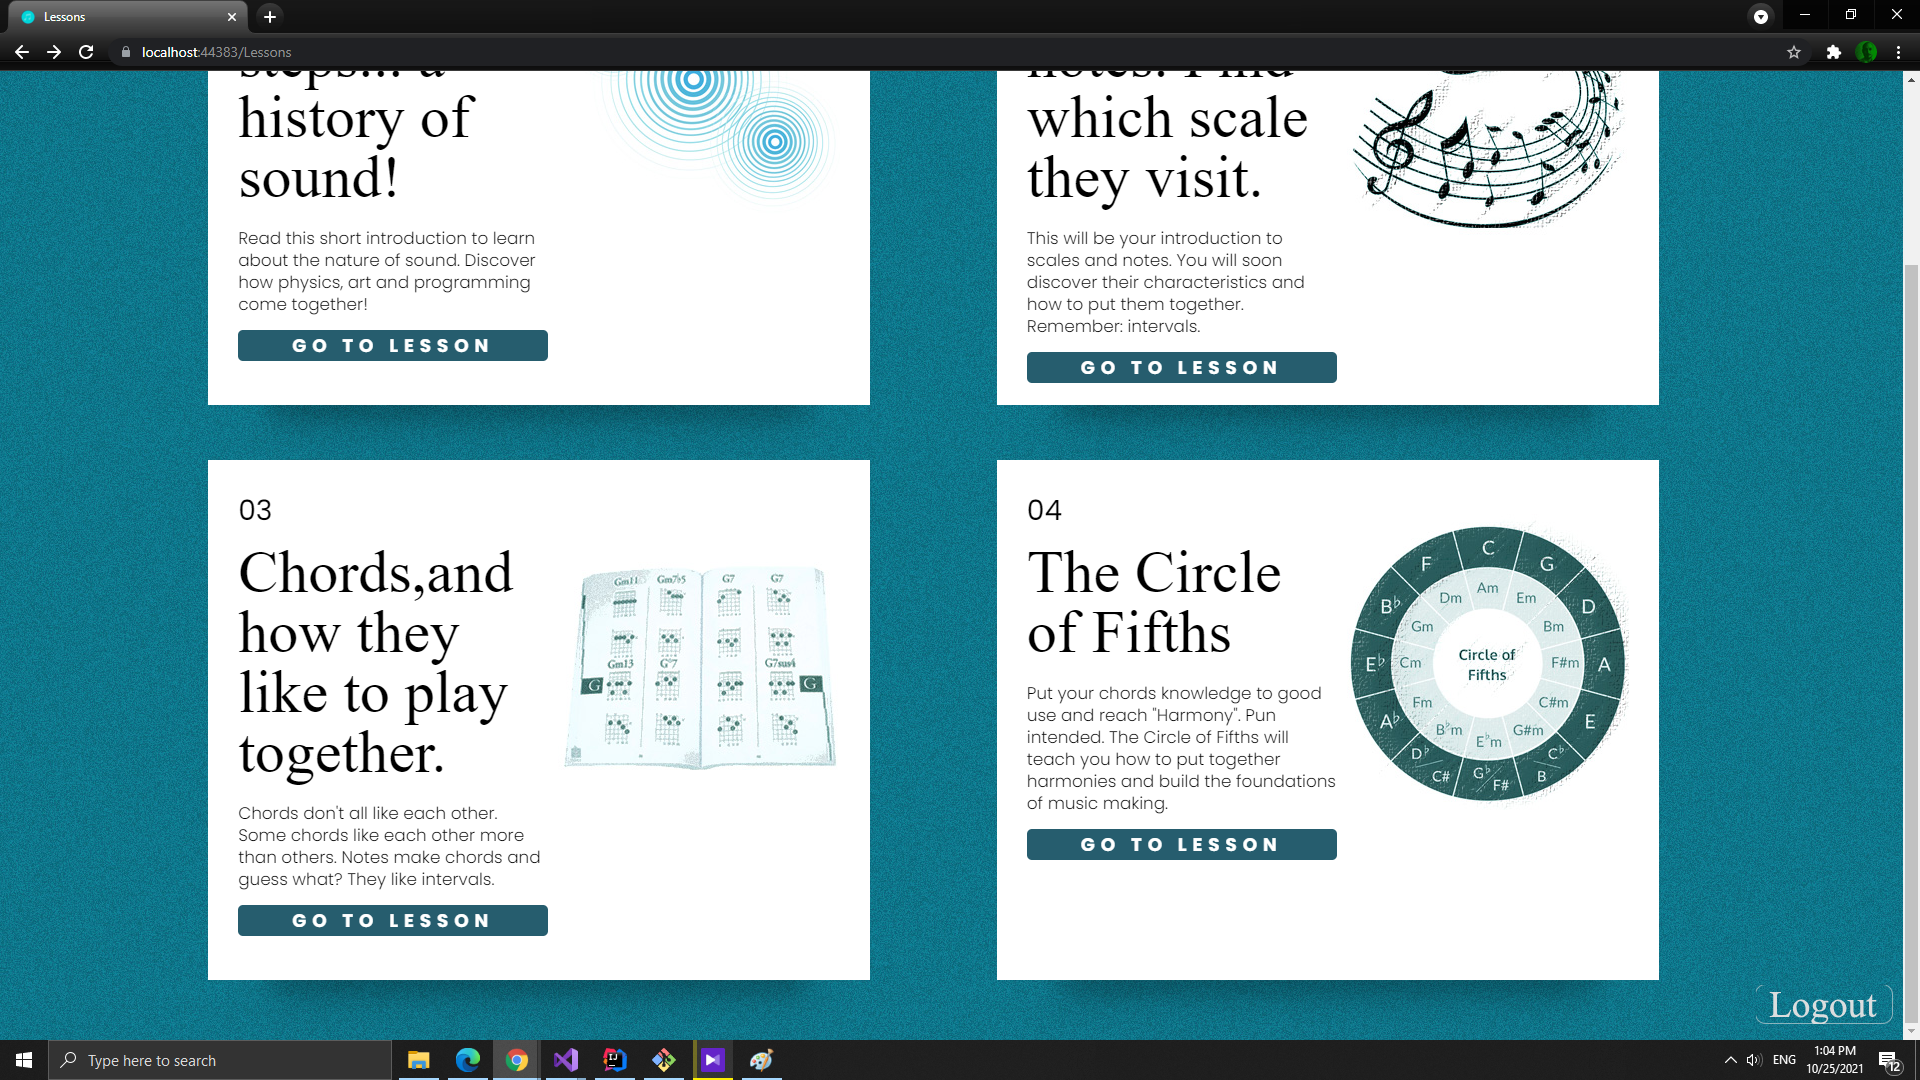 Lessons
localhost:44383/Lessons
steps... a
history of
sound!
Read this short introduction to learn
about the nature of sound. Discover
how physics, art and programming
come together!
GO TO LESSON
notes! Find
which scale
they visit.
This will be your introduction to
scales and notes. You will soon
discover their characteristics and
how to put them together.
Remember: intervals.
GO TO LESSON
03
Chords,and
how they
like to play
together.
Chords don't all like each other.
Some chords like each other more
than others. Notes make chords and
guess what? They like intervals.
GO TO LESSON
Gm11 Gm7♭5 G7 G7
Gm13 G°7 G7sus4
G G
04
The Circle
of Fifths
Put your chords knowledge to good
use and reach "Harmony". Pun
intended. The Circle of Fifths will
teach you how to put together
harmonies and build the foundations
of music making.
GO TO LESSON
C
F G
Am
Dm Em
B♭ D
Gm Bm
Circle of
Fifths
E♭ Cm F#m A
Fm C#m
A♭ E
B♭m E♭m G#m
D♭ C♭
C# G♭ F# B
Logout
Type here to search
ENG
1:04 PM
10/25/2021
12